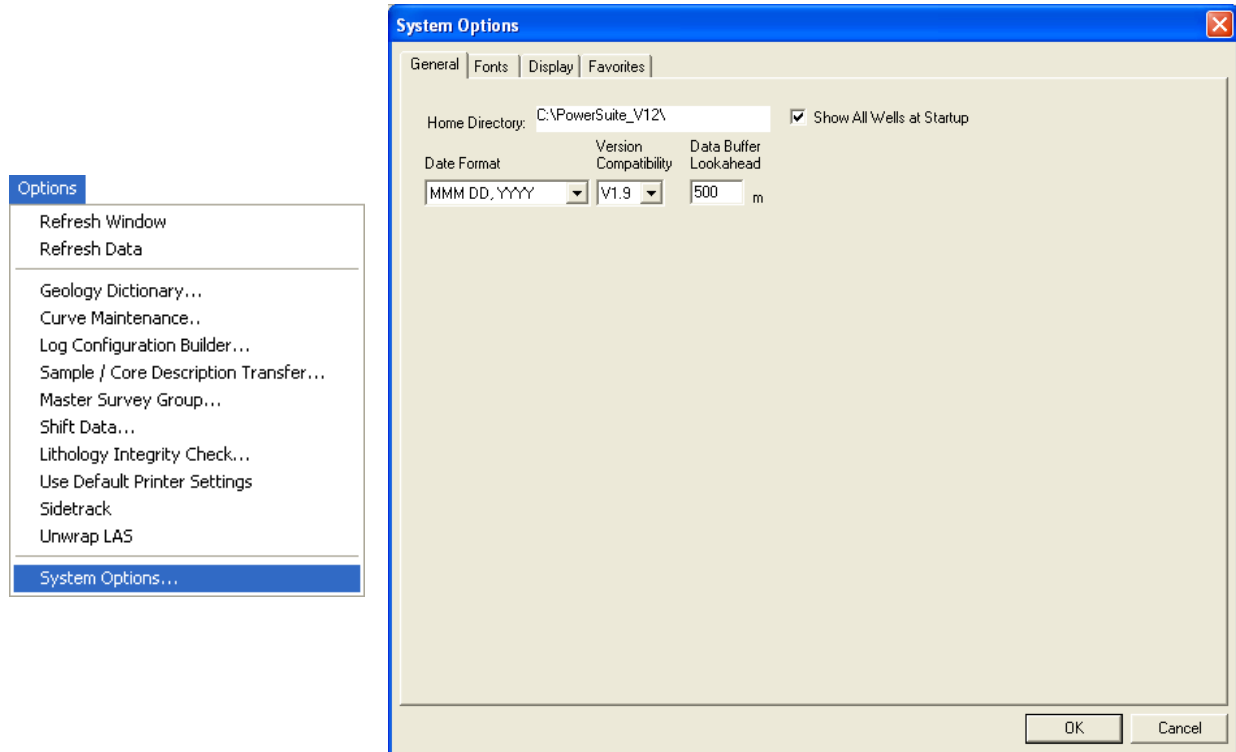 Options
Refresh Window
Refresh Data
Geology Dictionary...
Curve Maintenance..
Log Configuration Builder...
Sample / Core Description Transfer...
Master Survey Group...
Shift Data...
Lithology Integrity Check...
Use Default Printer Settings
Sidetrack
Unwrap LAS
System Options...
System Options
General Fonts Display Favorites
Home Directory: C:\PowerSuite_V12\ Show All Wells at Startup
Version Data Buffer
Date Format Compatibility Lookahead
MMM DD, YYYY V1.9 500 m
OK Cancel